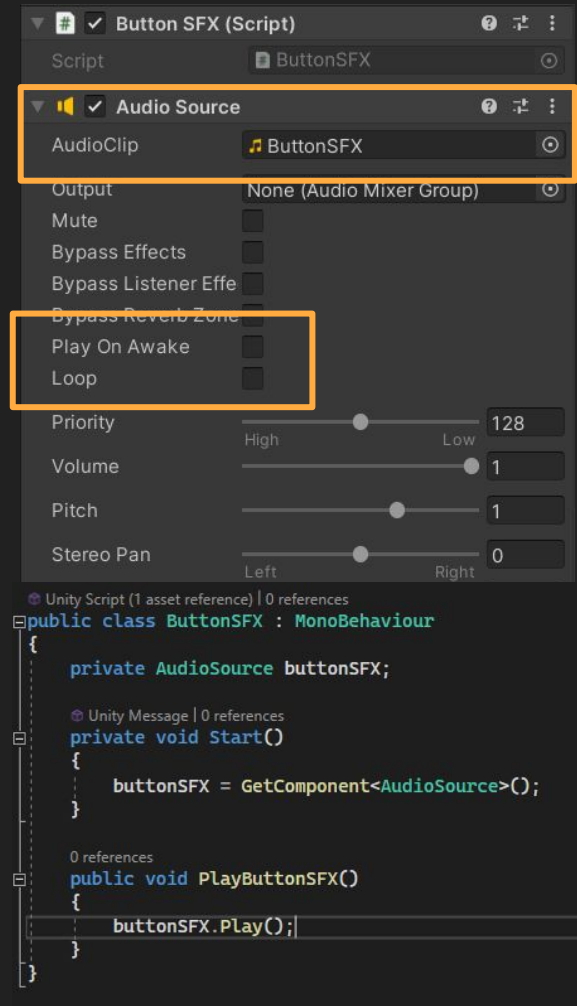 Button SFX (Script)
Script ButtonSFX
Audio Source
AudioClip ButtonSFX
Output None (Audio Mixer Group)
Mute
Bypass Effects
Bypass Listener Effe
Bypass Reverb Zone
Play On Awake
Loop
Priority 128
High Low
Volume 1
Pitch 1
Stereo Pan 0
Left Right
Unity Script (1 asset reference) | 0 references
public class ButtonSFX : MonoBehaviour
{
private AudioSource buttonSFX;
Unity Message | 0 references
private void Start()
{
buttonSFX = GetComponent<AudioSource>();
}
0 references
public void PlayButtonSFX()
{
buttonSFX.Play();
}
}